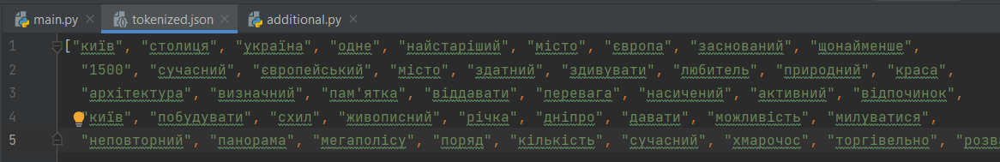 main.py tokenized.json additional.py
1 ["київ", "столиця", "україна", "одне", "найстаріший", "місто", "європа", "заснований", "щонайменше",
2 "1500", "сучасний", "європейський", "місто", "здатний", "здивувати", "любитель", "природний", "краса",
3 "архітектура", "визначний", "пам'ятка", "віддавати", "перевага", "насичений", "активний", "відпочинок",
4 "київ", "побудувати", "схил", "живописний", "річка", "дніпро", "давати", "можливість", "милуватися",
5 "неповторний", "панорама", "мегаполісу", "поряд", "кількість", "сучасний", "хмарочос", "торгівельно", "розв